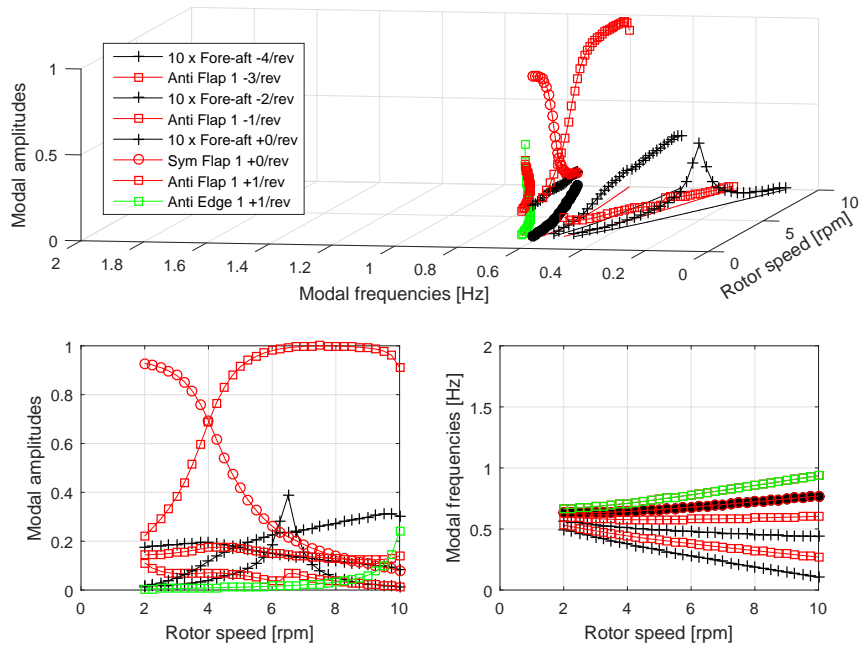 1
0.5
0
Modal amplitudes
10 x Fore-aft -4/rev
Anti Flap 1 -3/rev
10 x Fore-aft -2/rev
Anti Flap 1 -1/rev
10 x Fore-aft +0/rev
Sym Flap 1 +0/rev
Anti Flap 1 +1/rev
Anti Edge 1 +1/rev
2
1.8
1.6
1.4
1.2
1
0.8
0.6
0.4
0.2
0
Modal frequencies [Hz]
0
5
10
Rotor speed [rpm]
1
0.8
0.6
0.4
0.2
0
Modal amplitudes
0 2 4 6 8 10
Rotor speed [rpm]
2
1.5
1
0.5
0
Modal frequencies [Hz]
0 2 4 6 8 10
Rotor speed [rpm]